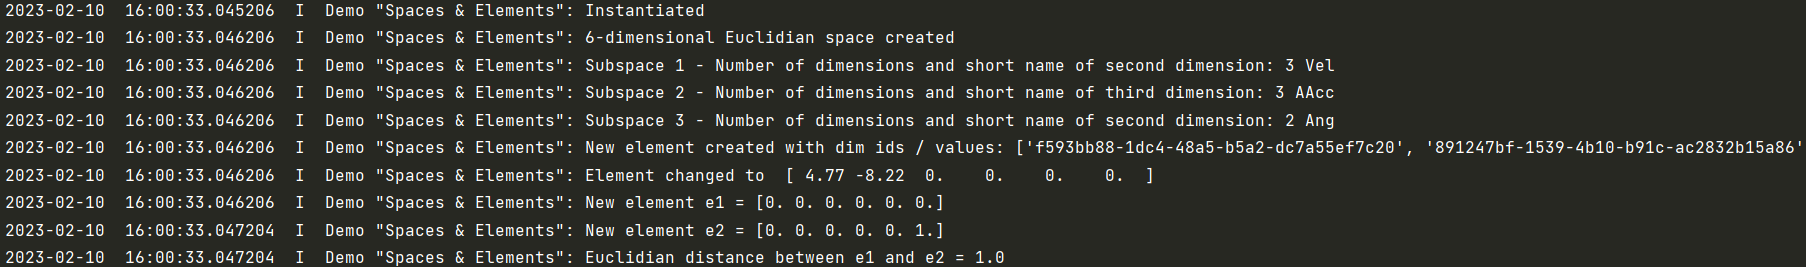 2023-02-10  16:00:33.045206  I  Demo "Spaces & Elements": Instantiated
2023-02-10  16:00:33.046206  I  Demo "Spaces & Elements": 6-dimensional Euclidian space created
2023-02-10  16:00:33.046206  I  Demo "Spaces & Elements": Subspace 1 - Number of dimensions and short name of second dimension: 3 Vel
2023-02-10  16:00:33.046206  I  Demo "Spaces & Elements": Subspace 2 - Number of dimensions and short name of third dimension: 3 AAcc
2023-02-10  16:00:33.046206  I  Demo "Spaces & Elements": Subspace 3 - Number of dimensions and short name of second dimension: 2 Ang
2023-02-10  16:00:33.046206  I  Demo "Spaces & Elements": New element created with dim ids / values: ['f593bb88-1dc4-48a5-b5a2-dc7a55ef7c20', '891247bf-1539-4b10-b91c-ac2832b15a86'
2023-02-10  16:00:33.046206  I  Demo "Spaces & Elements": Element changed to  [ 4.77 -8.22  0.    0.    0.    0.  ]
2023-02-10  16:00:33.046206  I  Demo "Spaces & Elements": New element e1 = [0. 0. 0. 0. 0. 0.]
2023-02-10  16:00:33.047204  I  Demo "Spaces & Elements": New element e2 = [0. 0. 0. 0. 0. 1.]
2023-02-10  16:00:33.047204  I  Demo "Spaces & Elements": Euclidian distance between e1 and e2 = 1.0